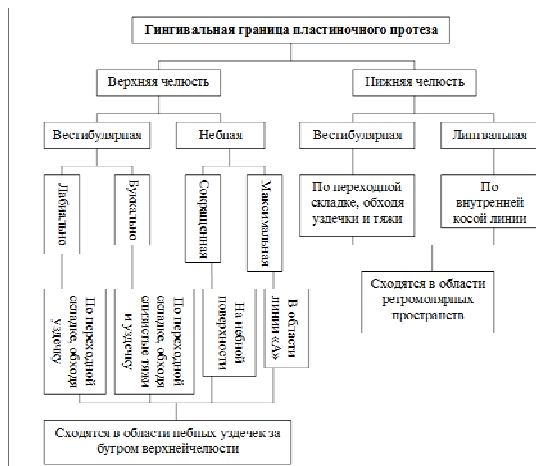 Гингивальная граница пластиночного протеза
Верхняя челюсть
Нижняя челюсть
Вестибулярная
Небная
Вестибулярная
Лингвальная
Лабиально
Буккально
Сокращенная
Максимальная
По переходной
складке, обходя
уздечки и тяжи
По
внутренней
косой линии
По переходной
складке, обходя
уздечку
По переходной
складке, обходя
слизистые тяжи
и уздечку
На небной
поверхности
В области
линии «А»
Сходятся в области
ретромолярных
пространств
Сходятся в области небных уздечек за
бугром верхнейчелюсти